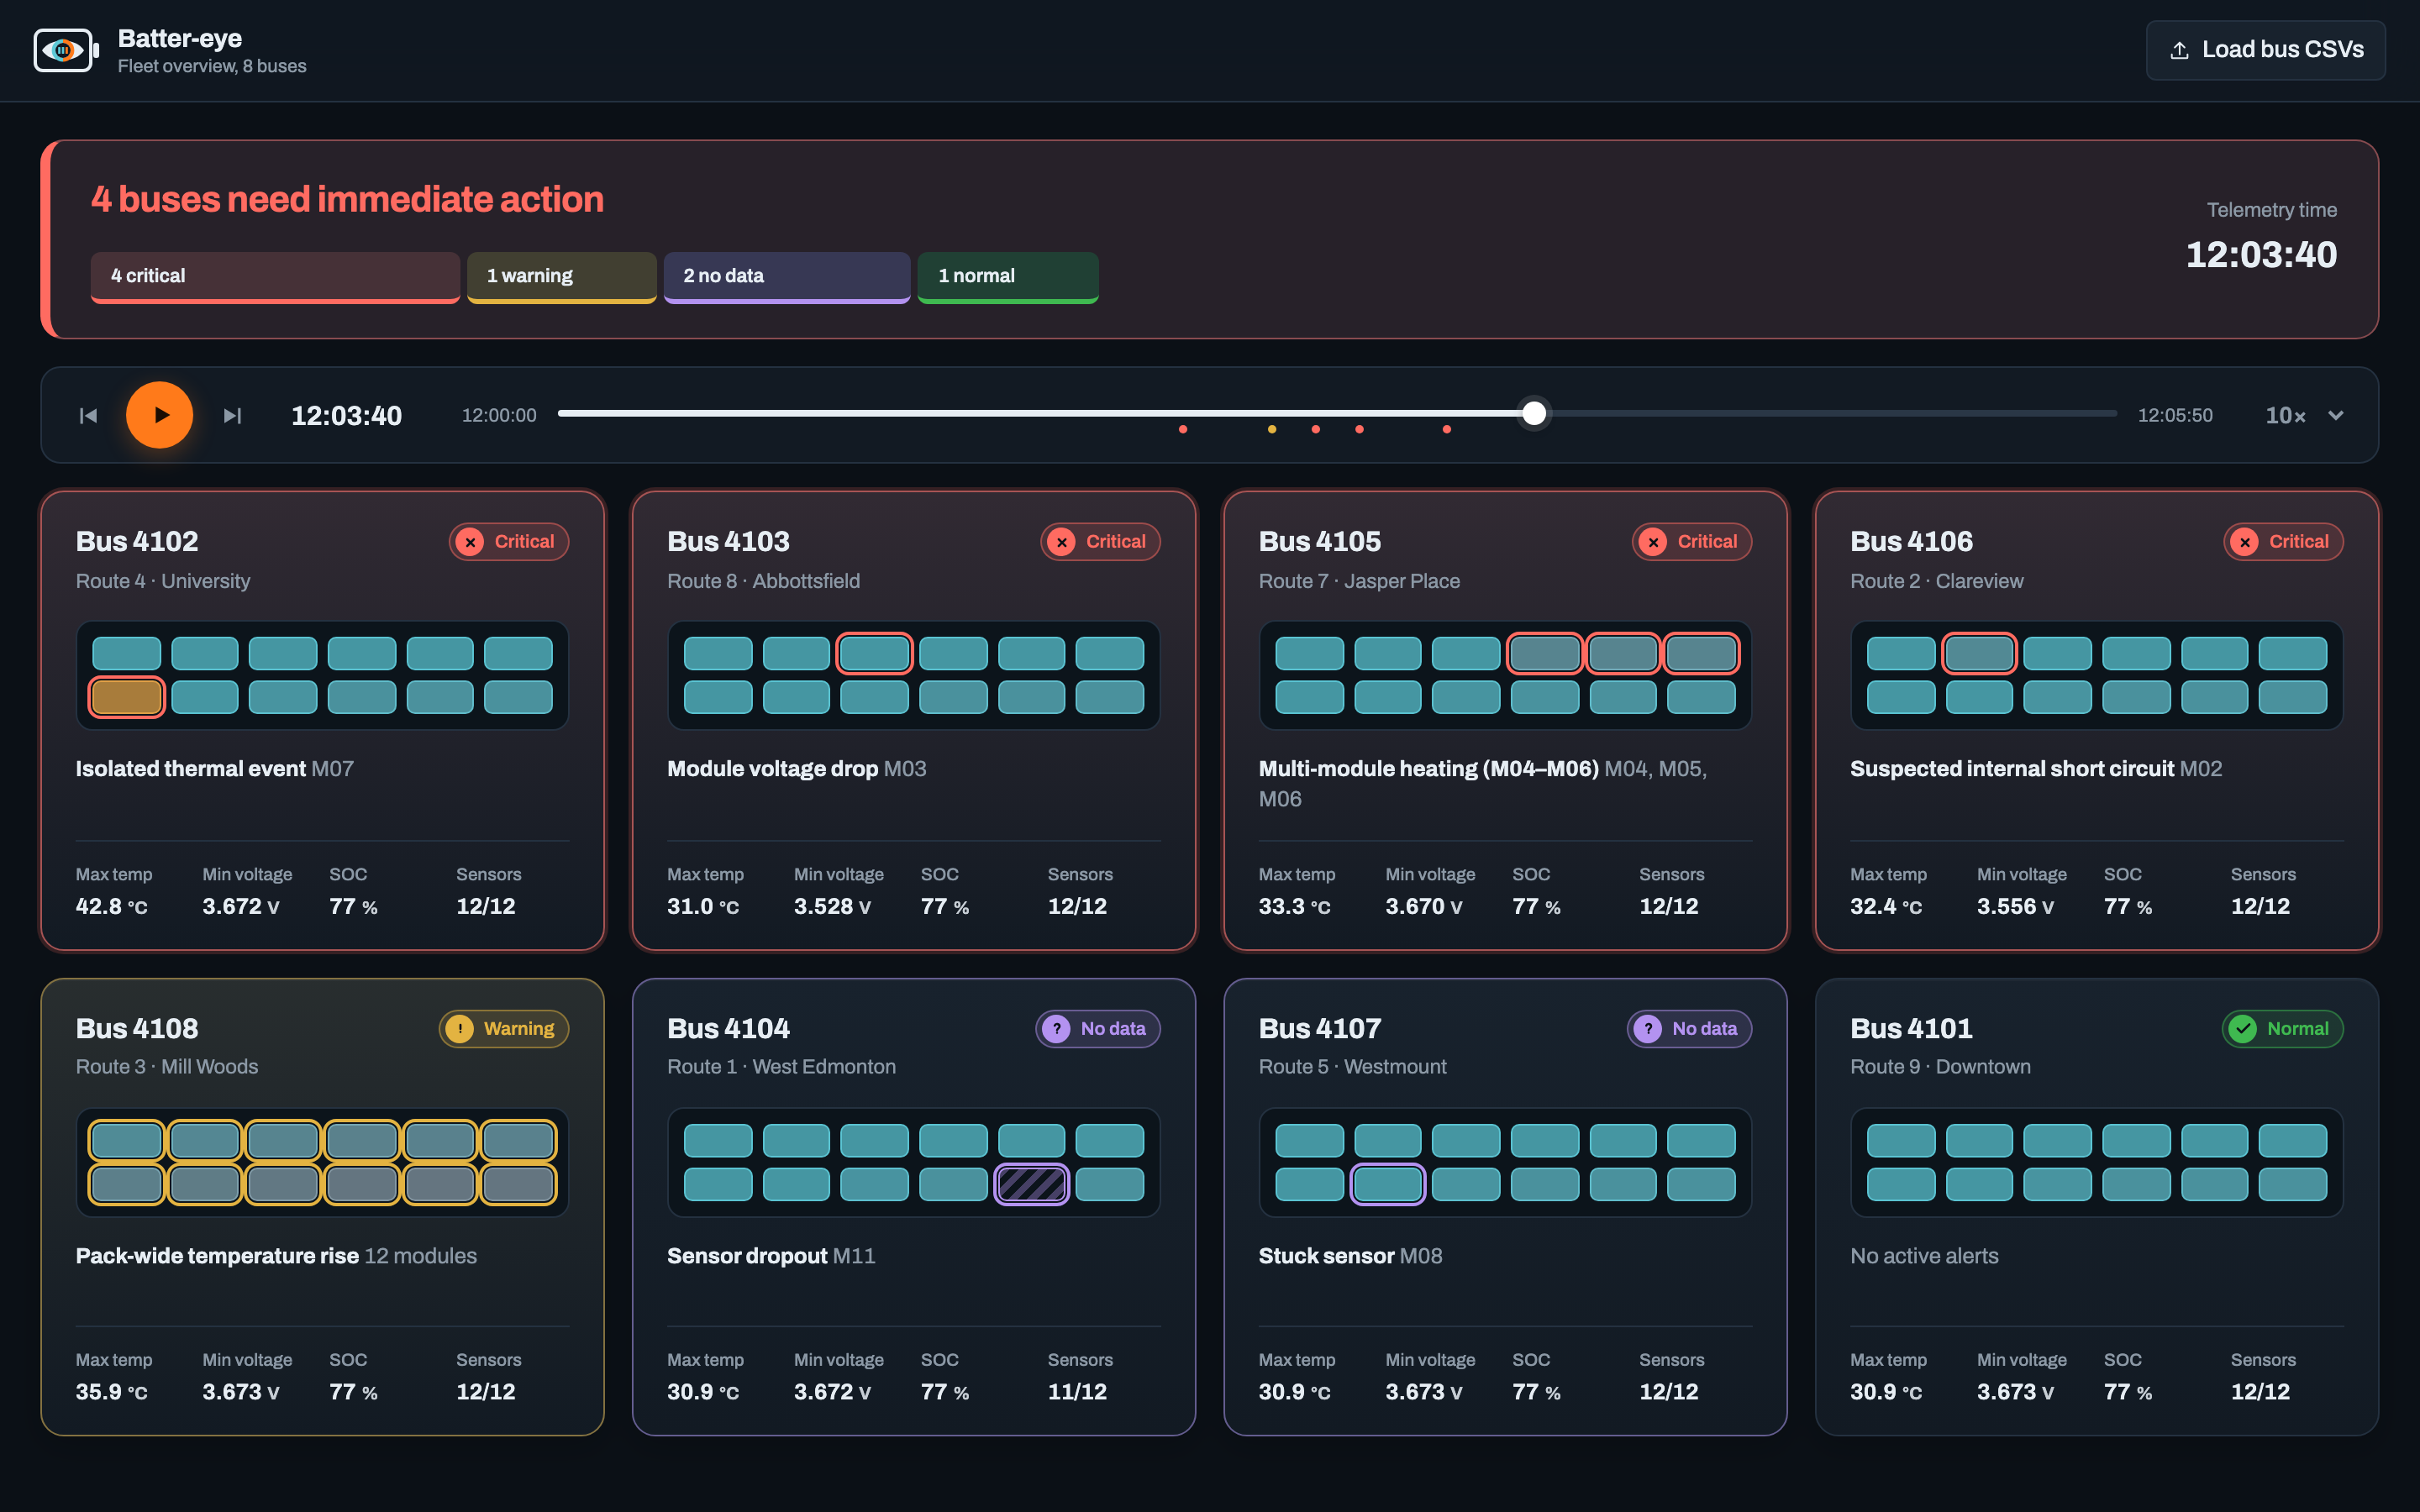 Batter-eye
Fleet overview, 8 buses
Load bus CSVs
4 buses need immediate action
4 critical
1 warning
2 no data
1 normal
Telemetry time
12:03:40
12:03:40
12:00:00
12:05:50
10×
Bus 4102
Critical
Route 4 · University
Isolated thermal event M07
Max temp
Min voltage
SOC
Sensors
42.8 °C
3.672 V
77 %
12/12
Bus 4103
Critical
Route 8 · Abbottsfield
Module voltage drop M03
Max temp
Min voltage
SOC
Sensors
31.0 °C
3.528 V
77 %
12/12
Bus 4105
Critical
Route 7 · Jasper Place
Multi-module heating (M04–M06) M04, M05,
M06
Max temp
Min voltage
SOC
Sensors
33.3 °C
3.670 V
77 %
12/12
Bus 4106
Critical
Route 2 · Clareview
Suspected internal short circuit M02
Max temp
Min voltage
SOC
Sensors
32.4 °C
3.556 V
77 %
12/12
Bus 4108
! Warning
Route 3 · Mill Woods
Pack-wide temperature rise 12 modules
Max temp
Min voltage
SOC
Sensors
35.9 °C
3.673 V
77 %
12/12
Bus 4104
? No data
Route 1 · West Edmonton
Sensor dropout M11
Max temp
Min voltage
SOC
Sensors
30.9 °C
3.672 V
77 %
11/12
Bus 4107
? No data
Route 5 · Westmount
Stuck sensor M08
Max temp
Min voltage
SOC
Sensors
30.9 °C
3.673 V
77 %
12/12
Bus 4101
Normal
Route 9 · Downtown
No active alerts
Max temp
Min voltage
SOC
Sensors
30.9 °C
3.673 V
77 %
12/12